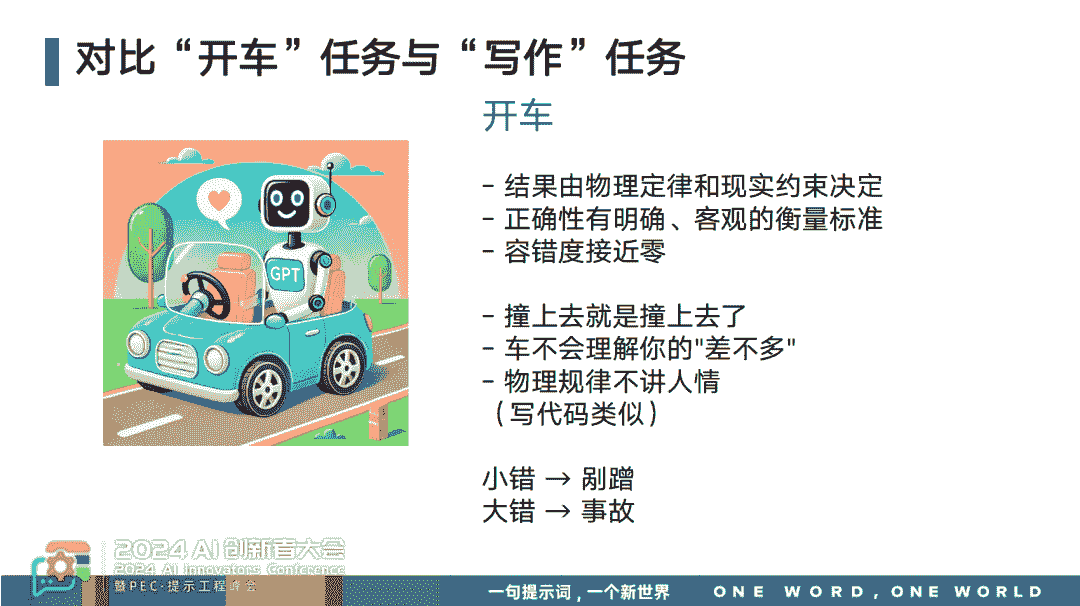 对比“开车”任务与“写作”任务
开车
- 结果由物理定律和现实约束决定
- 正确性有明确、客观的衡量标准
- 容错度接近零
- 撞上去就是撞上去了
- 车不会理解你的"差不多"
- 物理规律不讲人情
（写代码类似）
小错 → 剐蹭
大错 → 事故
GPT
2024 AI 创新者大会
2024 AI Innovators Conference
暨PEC·提示工程峰会
一句提示词，一个新世界
ONE WORD, ONE WORLD